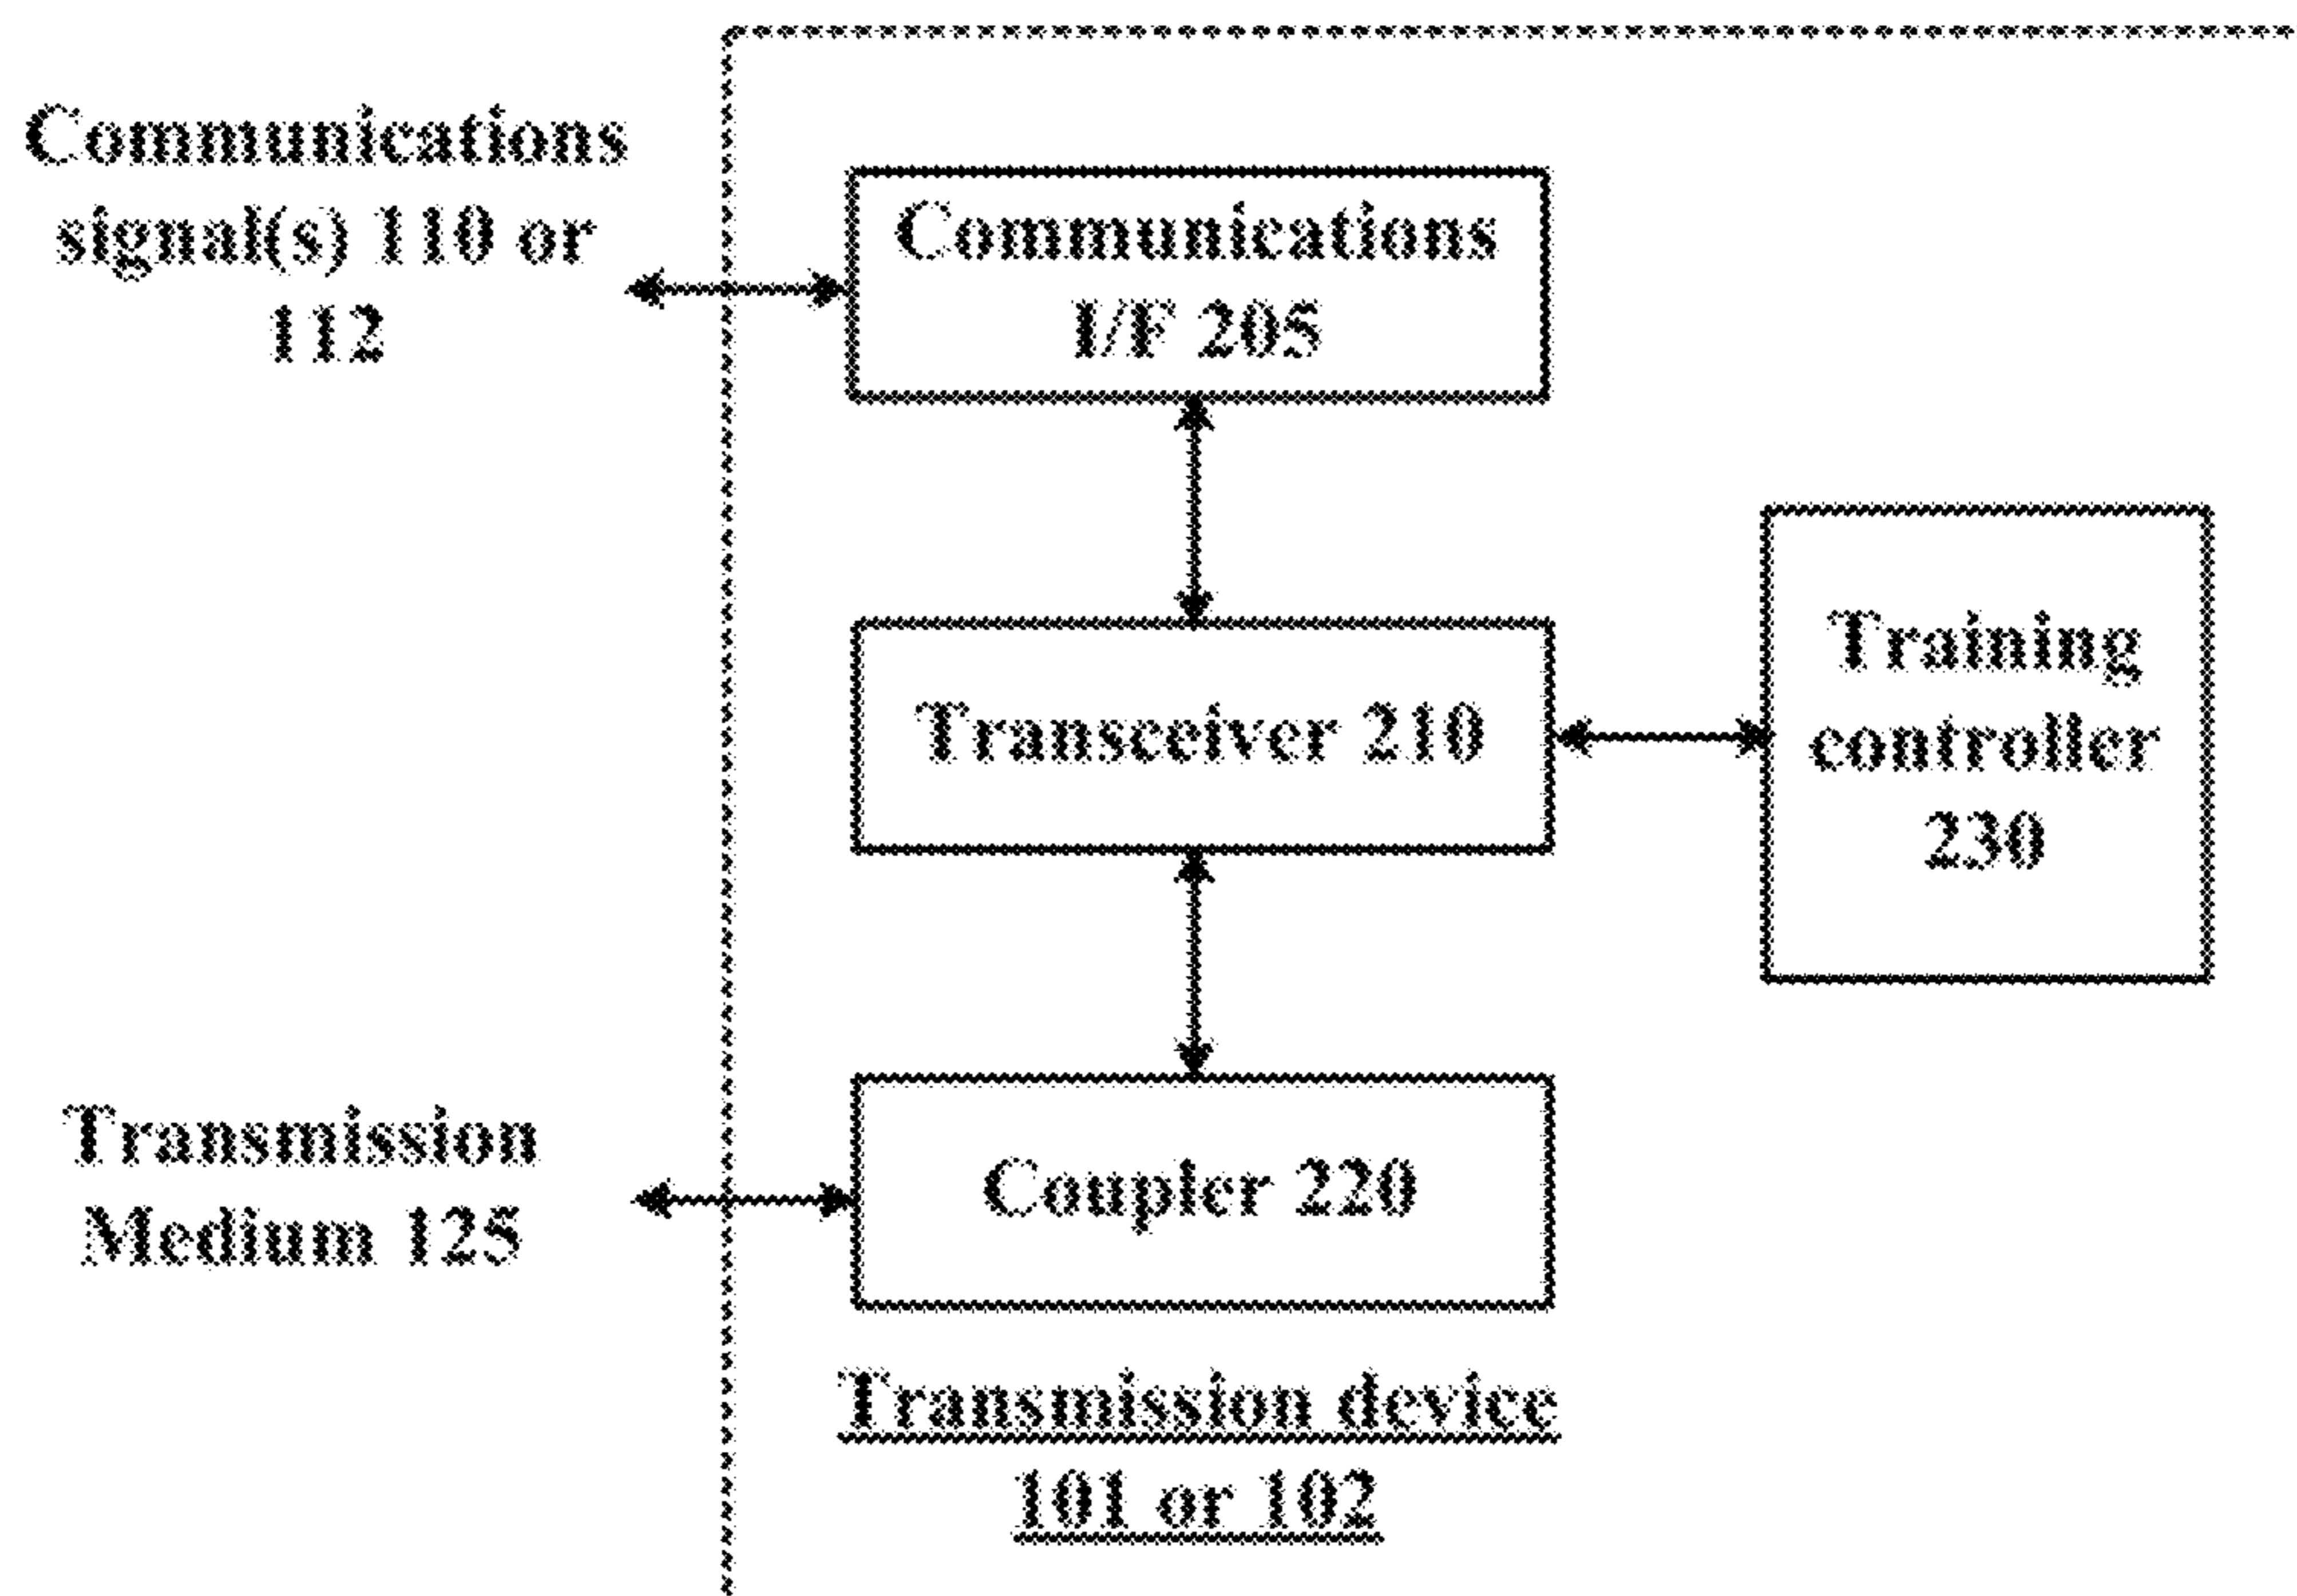 Communications
signal(s) 110 or
112
Communications
I/F 205
Transceiver 210
Training
controller
230
Transmission
Medium 125
Coupler 220
Transmission device
101 or 102